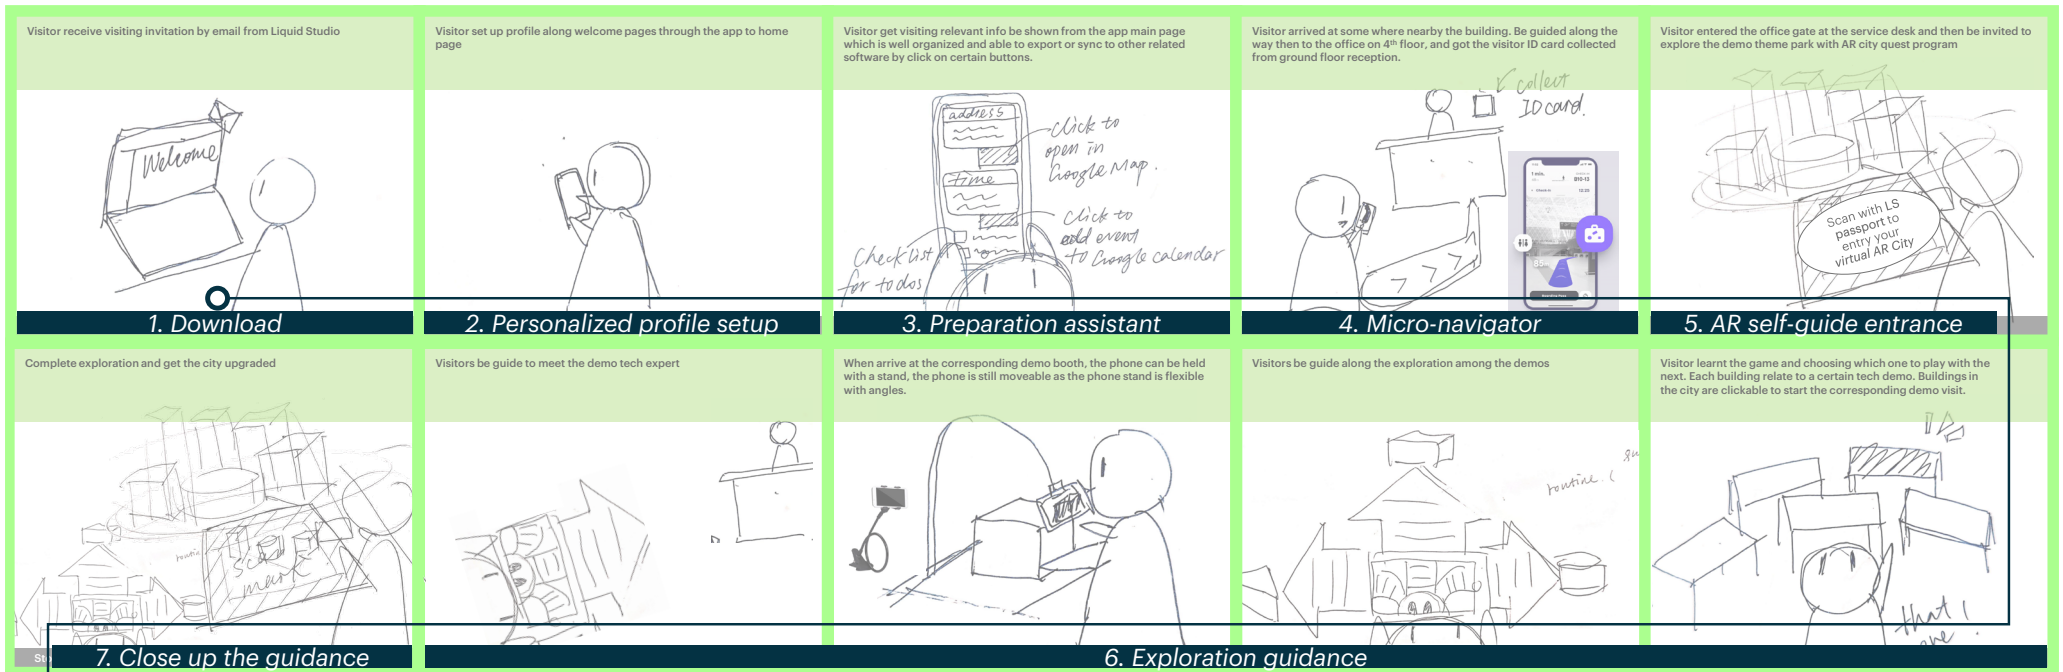 Visitor receive visiting invitation by email from Liquid Studio
Welcome
1. Download
Visitor set up profile along welcome pages through the app to home
page
2. Personalized profile setup
Visitor get visiting relevant info be shown from the app main page
which is well organized and able to export or sync to other related
software by click on certain buttons.
address
click to
open in
Google Map.
time
Click to
add event
to Google calendar
Checklist
for todos
3. Preparation assistant
Visitor arrived at some where nearby the building. Be guided along the
way then to the office on 4th floor, and got the visitor ID card collected
from ground floor reception.
collect
ID card.
1 min.
B10-13
4. Micro-navigator
Visitor entered the office gate at the service desk and then be invited to
explore the demo theme park with AR city quest program
Scan with LS
passport to
entry your
virtual AR City
5. AR self-guide entrance
Complete exploration and get the city upgraded
Scan
mark
7. Close up the guidance
Visitors be guide to meet the demo tech expert
When arrive at the corresponding demo booth, the phone can be held
with a stand, the phone is still moveable as the phone stand is flexible
with angles.
Visitors be guide along the exploration among the demos
routine.
Visitor learnt the game and choosing which one to play with the
next. Each building relate to a certain tech demo. Buildings in
the city are clickable to start the corresponding demo visit.
that
6. Exploration guidance